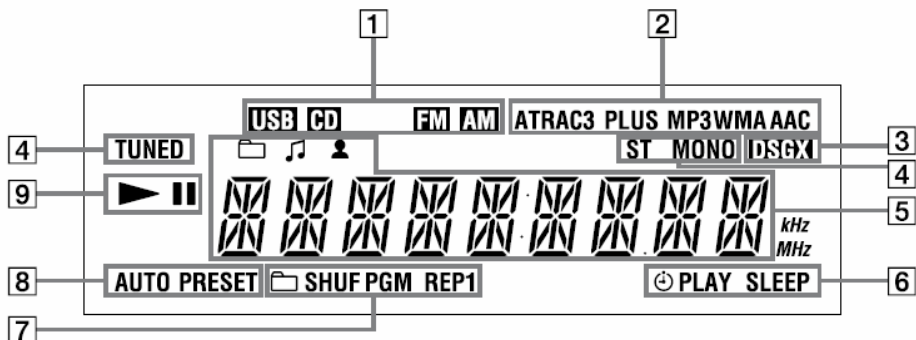 1 2
USB CD FM AM ATRAC3 PLUS MP3 WMA AAC
3
4 TUNED ST MONO DSGX
4
9
5
kHz
MHz
8 AUTO PRESET SHUF PGM REP1 PLAY SLEEP 6
7